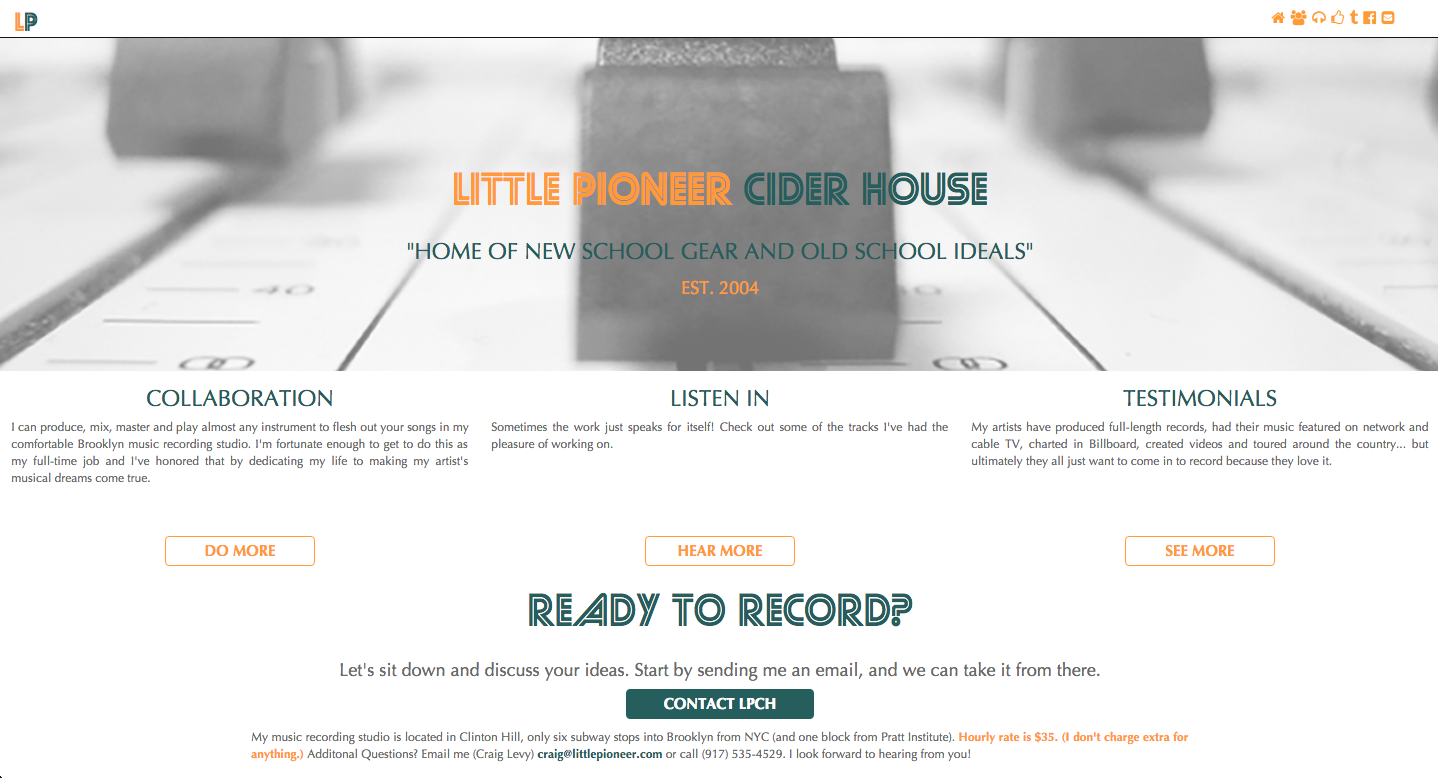 LP
LITTLE PIONEER CIDER HOUSE
"HOME OF NEW SCHOOL GEAR AND OLD SCHOOL IDEALS"
EST. 2004
40
COLLABORATION
I can produce, mix, master and play almost any instrument to flesh out your songs in my
comfortable Brooklyn music recording studio. I'm fortunate enough to get to do this as
my full-time job and I've honored that by dedicating my life to making my artist's
musical dreams come true.
DO MORE
LISTEN IN
Sometimes the work just speaks for itself! Check out some of the tracks I've had the
pleasure of working on.
HEAR MORE
TESTIMONIALS
My artists have produced full-length records, had their music featured on network and
cable TV, charted in Billboard, created videos and toured around the country... but
ultimately they all just want to come in to record because they love it.
SEE MORE
READY TO RECORD?
Let's sit down and discuss your ideas. Start by sending me an email, and we can take it from there.
CONTACT LPCH
My music recording studio is located in Clinton Hill, only six subway stops into Brooklyn from NYC (and one block from Pratt Institute). Hourly rate is $35. (I don't charge extra for
anything.) Additonal Questions? Email me (Craig Levy) craig@littlepioneer.com or call (917) 535-4529. I look forward to hearing from you!